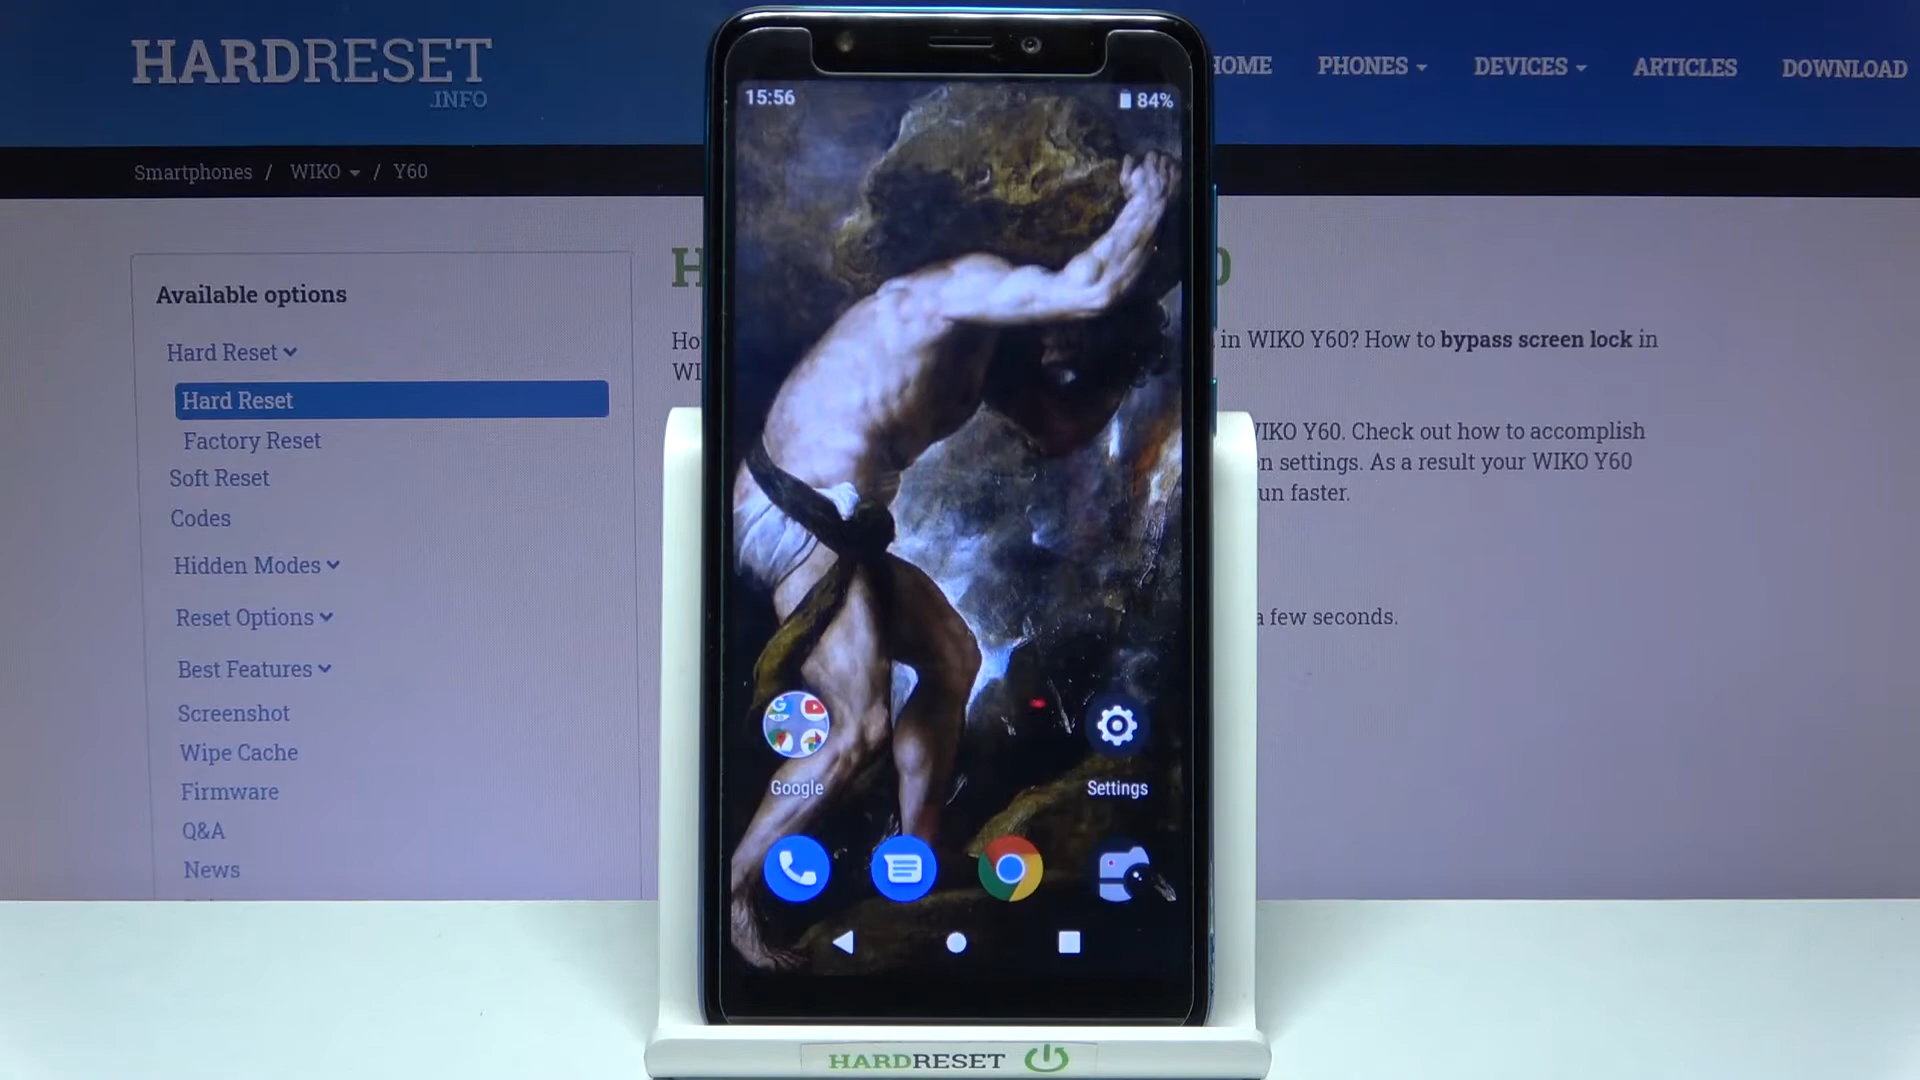 HARDRESET
.INFO
HOME PHONES DEVICES ARTICLES DOWNLOAD
Smartphones / WIKO / Y60
Available options
Hard Reset
Hard Reset
Factory Reset
Soft Reset
Codes
Hidden Modes
Reset Options
Best Features
Screenshot
Wipe Cache
Firmware
Q&A
News
in WIKO Y60? How to bypass screen lock in
WIKO Y60. Check out how to accomplish
settings. As a result your WIKO Y60
run faster.
a few seconds.
15:56
84%
Google
Settings
HARDRESET